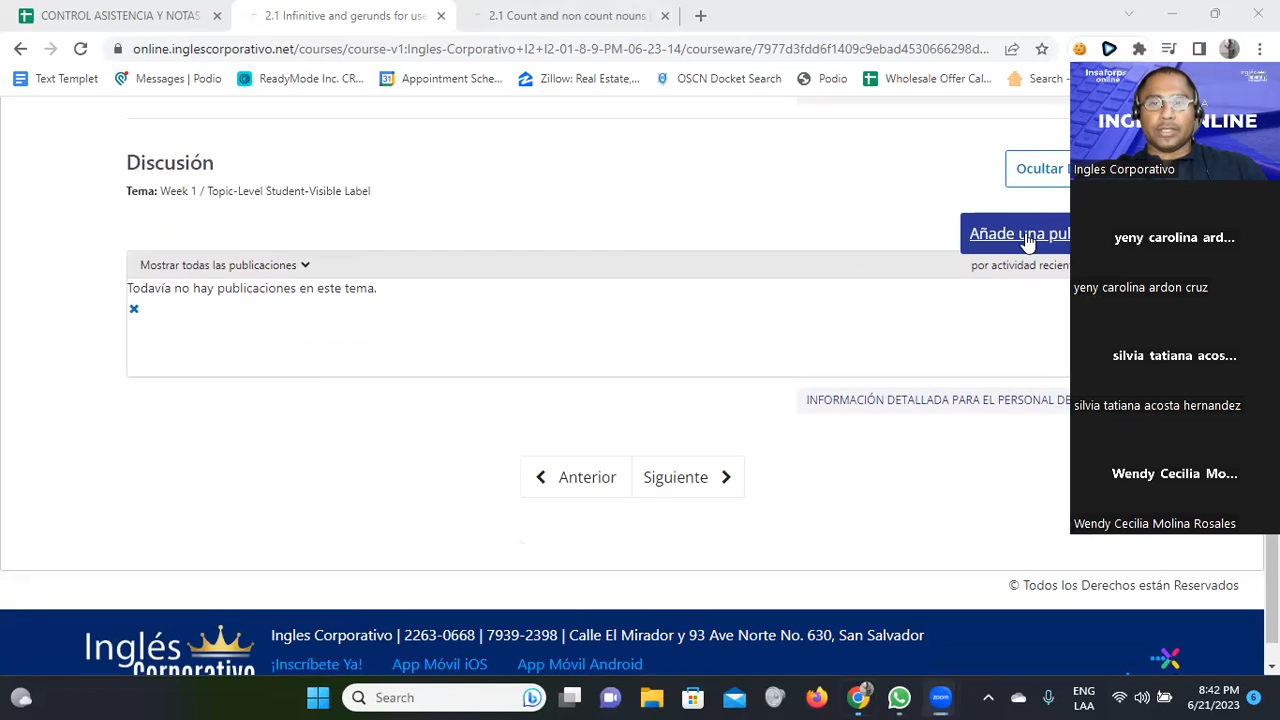 CONTROL ASISTENCIA Y NOTAS
2.1 Infinitive and gerunds for use
2.1 Count and non count nouns |
online.inglescorporativo.net/courses/course-v1:Ingles-Corporativo+I2+I2-01-8-9-PM-06-23-14/courseware/7977d3fdd6f1409c9ebad4530666298d...
Text Templet
Messages | Podio
ReadyMode Inc. CR...
Appointment Sche...
Zillow: Real Estate,...
OSCN Docket Search
Podio
Wholesale Offer Cal...
Search -
Insaforp
online
Ingles Corporativo
Discusión
Ocultar
Tema: Week 1 / Topic-Level Student-Visible Label
Añade una pul
yeny carolina ard...
Mostrar todas las publicaciones
por actividad recien
Todavía no hay publicaciones en este tema.
yeny carolina ardon cruz
silvia tatiana acos...
INFORMACIÓN DETALLADA PARA EL PERSONAL DE
silvia tatiana acosta hernandez
Anterior
Siguiente
Wendy Cecilia Mo...
Wendy Cecilia Molina Rosales
© Todos los Derechos están Reservados
Inglés
Corporativo
Ingles Corporativo | 2263-0668 | 7939-2398 | Calle El Mirador y 93 Ave Norte No. 630, San Salvador
¡Inscríbete Ya!
App Móvil iOS
App Móvil Android
Search
ENG
LAA
8:42 PM
6/21/2023
6